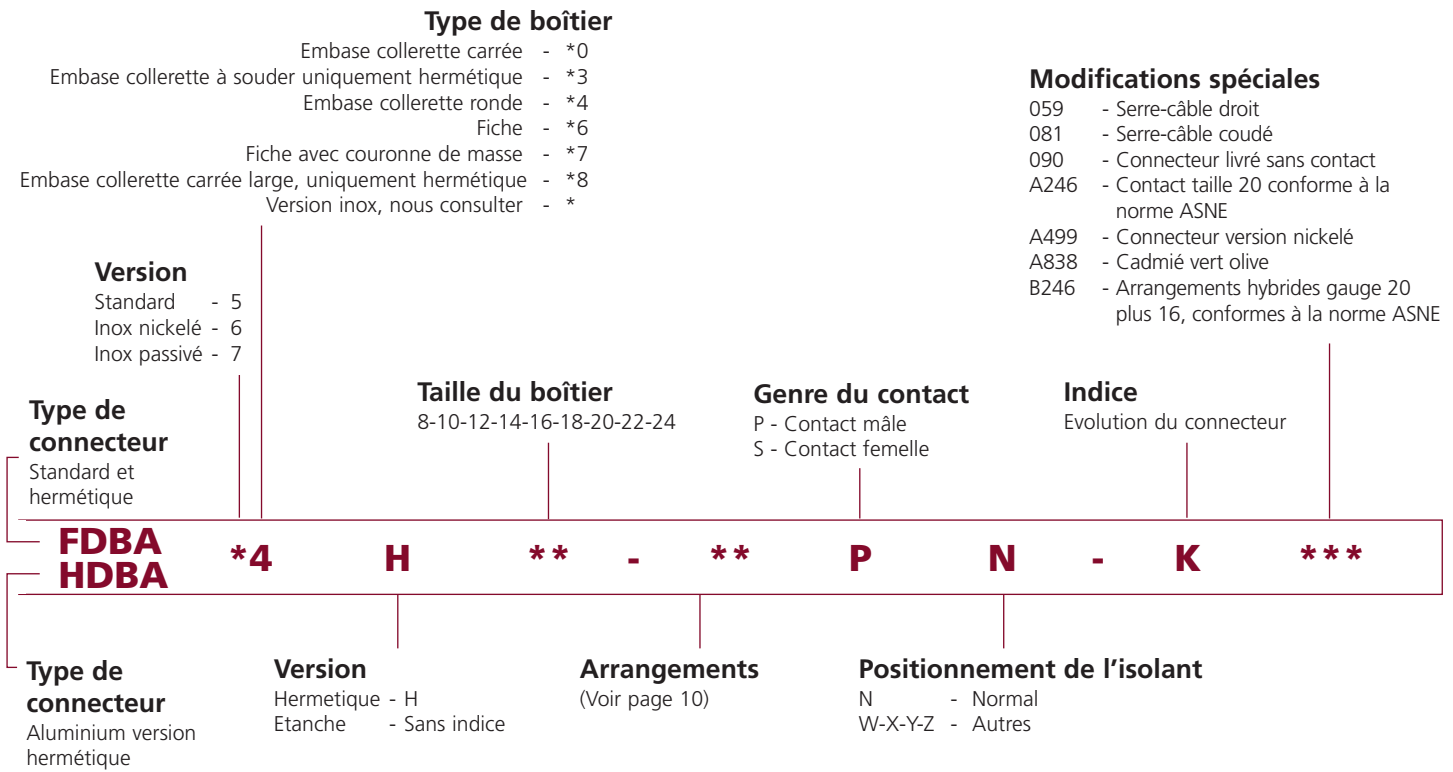 Type de boîtier
Embase collerette carrée - *0
Embase collerette à souder uniquement hermétique - *3
Embase collerette ronde - *4
Fiche - *6
Fiche avec couronne de masse - *7
Embase collerette carrée large, uniquement hermétique - *8
Version inox, nous consulter - *
Modifications spéciales
059 - Serre-câble droit
081 - Serre-câble coudé
090 - Connecteur livré sans contact
A246 - Contact taille 20 conforme à la
norme ASNE
A499 - Connecteur version nickelé
A838 - Cadmié vert olive
B246 - Arrangements hybrides gauge 20
plus 16, conformes à la norme ASNE
Version
Standard - 5
Inox nickelé - 6
Inox passivé - 7
Type de
connecteur
Standard et
hermétique
Taille du boîtier
8-10-12-14-16-18-20-22-24
Genre du contact
P - Contact mâle
S - Contact femelle
Indice
Evolution du connecteur
FDBA
HDBA
*4 H ** - ** P N - K ***
Type de
connecteur
Aluminium version
hermétique
Version
Hermetique - H
Etanche - Sans indice
Arrangements
(Voir page 10)
Positionnement de l’isolant
N - Normal
W-X-Y-Z - Autres